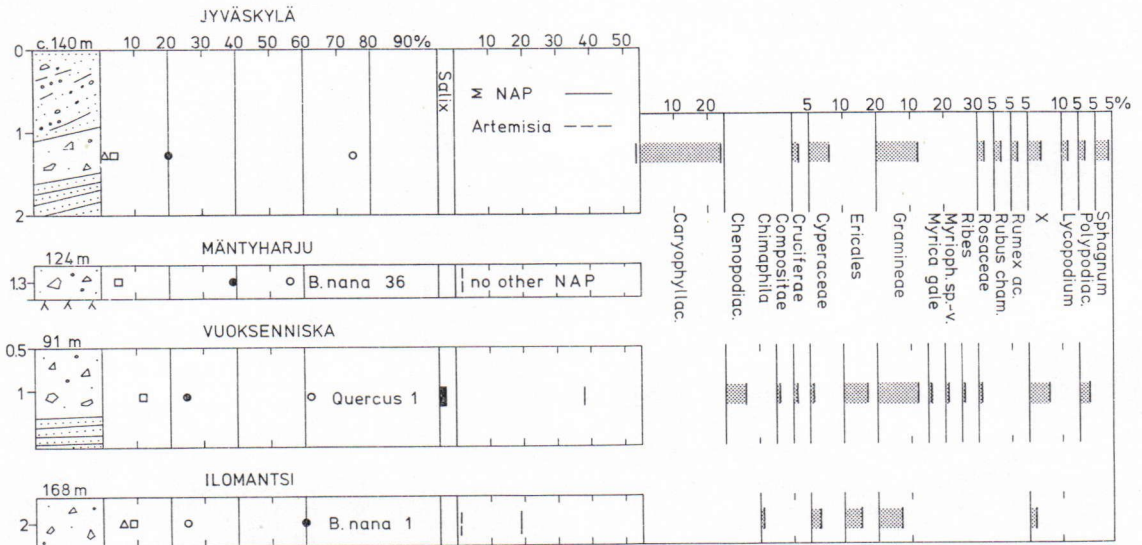 JYVÄSKYLÄ
c. 140 m 10 20 30 40 50 60 70 80 90% 10 20 30 40 50
0
1
2
Salix
Σ NAP
Artemisia
10 20 5 10 20 10 20 30 5 5 5 5 10 5 5 5%
Caryophyllac.
Chenopodiac.
Chimaphila
Compositae
Cruciferae
Cyperaceae
Ericales
Gramineae
Myrica gale
Myrioph. sp.-v.
Ribes
Rosaceae
Rubus cham.
Rumex ac.
X
Lycopodium
Polypodiac.
Sphagnum
MÄNTYHARJU
124 m
13 B. nana 36 no other NAP
VUOKSENNISKA
0.5 91 m
1 Quercus 1
ILOMANTSI
168 m
2 B. nana 1